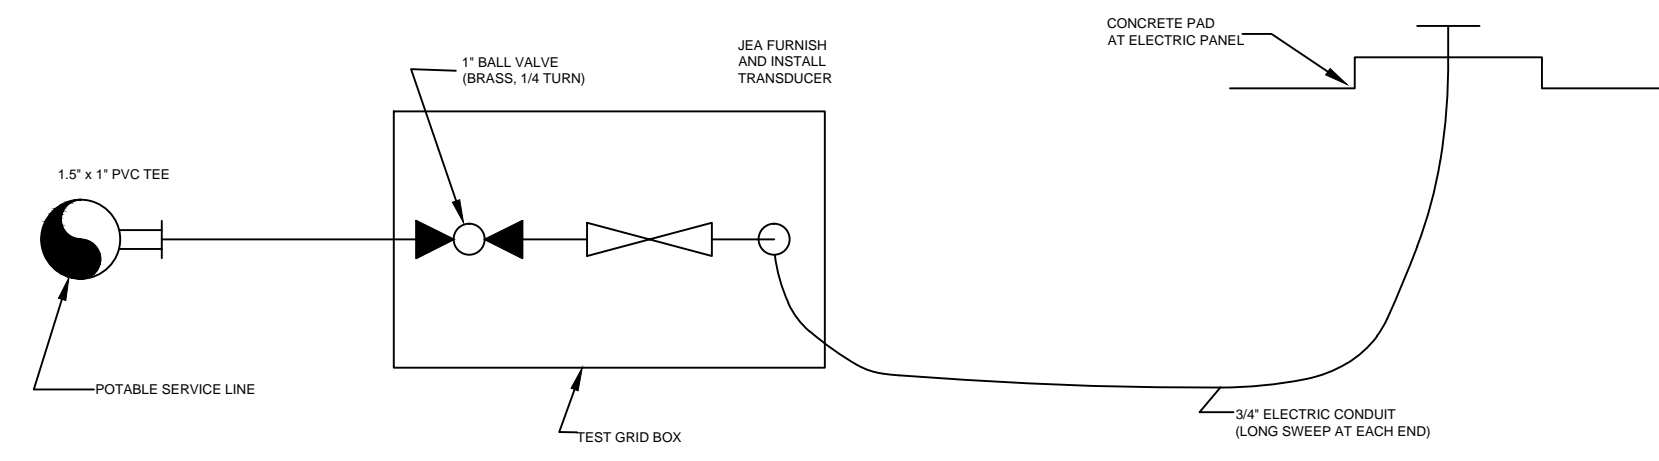 CONCRETE PAD
AT ELECTRIC PANEL
JEA FURNISH
AND INSTALL
TRANSDUCER
1" BALL VALVE
(BRASS, 1/4 TURN)
1.5" x 1" PVC TEE
POTABLE SERVICE LINE
TEST GRID BOX
3/4" ELECTRIC CONDUIT
(LONG SWEEP AT EACH END)